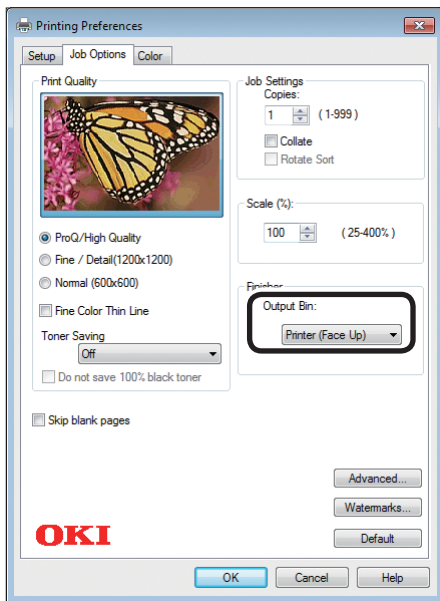 Printing Preferences
Setup
Job Options
Color
Print Quality
ProQ/High Quality
Fine / Detail(1200x1200)
Normal (600x600)
Fine Color Thin Line
Toner Saving
Off
Do not save 100% black toner
Skip blank pages
Job Settings
Copies:
1
(1-999)
Collate
Rotate Sort
Scale (%):
100
(25-400%)
Finisher
Output Bin:
Printer (Face Up)
Advanced...
Watermarks...
Default
OKI
OK
Cancel
Help